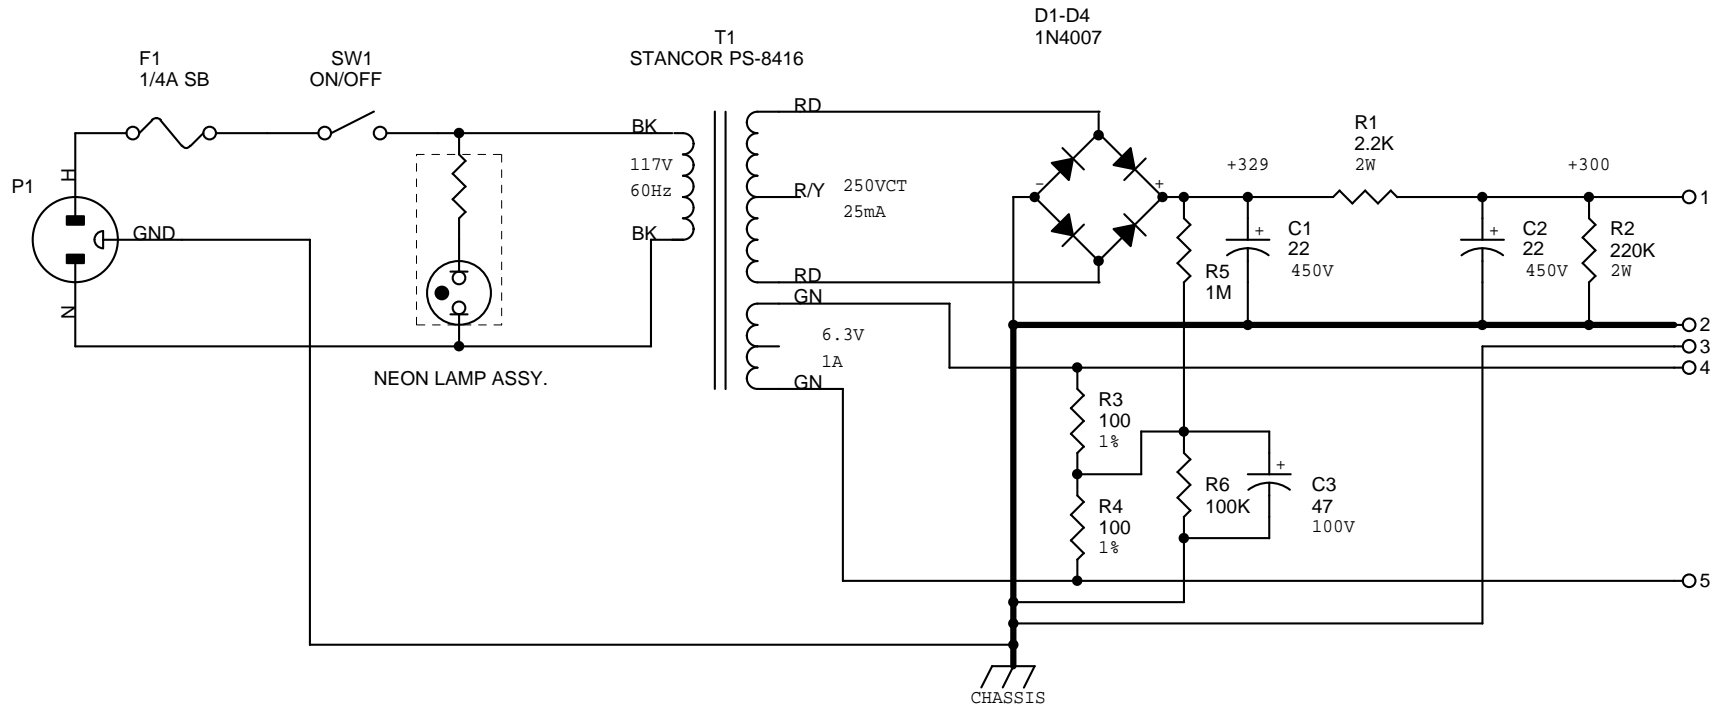 D1-D4
1N4007
T1
STANCOR PS-8416
F1
1/4A SB
SW1
ON/OFF
RD
BK
R1
2.2K
2W
+329
+300
117V
60Hz
H
P1
R/Y
250VCT
25mA
-
+
1
GND
BK
+
C1
22
450V
+
C2
22
450V
R2
220K
2W
R5
1M
RD
GN
N
6.3V
1A
2
3
4
NEON LAMP ASSY.
GN
R3
100
1%
+
R6
100K
C3
47
100V
R4
100
1%
5
CHASSIS